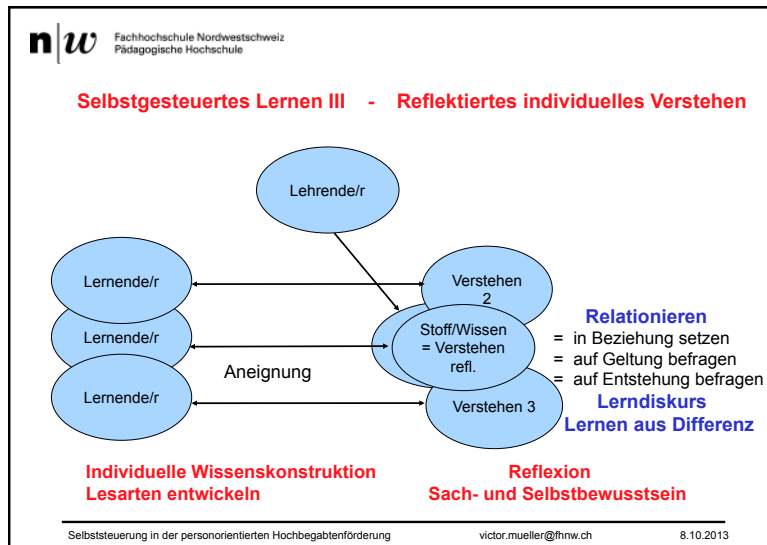 n|w Fachhochschule Nordwestschweiz
Pädagogische Hochschule
Selbstgesteuertes Lernen III - Reflektiertes individuelles Verstehen
Lehrende/r
Lernende/r
Lernende/r
Lernende/r
Aneignung
Verstehen
2
Stoff/Wissen
= Verstehen
refl.
Verstehen 3
Relationieren
= in Beziehung setzen
= auf Geltung befragen
= auf Entstehung befragen
Lerndiskurs
Lernen aus Differenz
Individuelle Wissenskonstruktion
Lesarten entwickeln
Reflexion
Sach- und Selbstbewusstsein
Selbststeuerung in der personorientierten Hochbegabtenförderung victor.mueller@fhnw.ch 8.10.2013